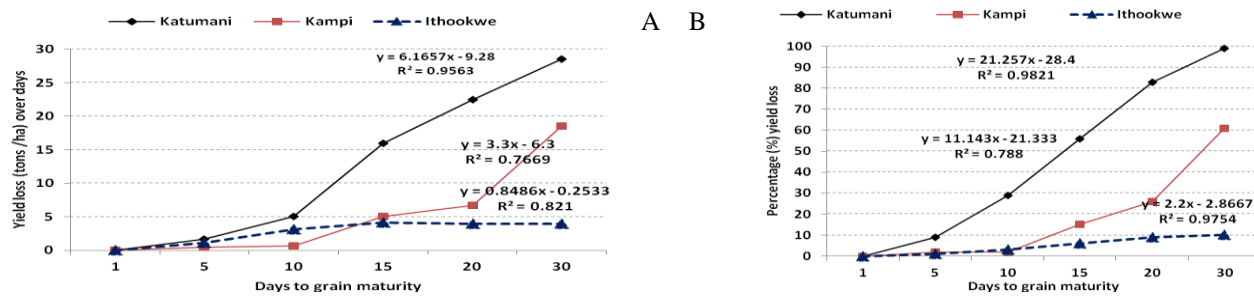 Katumani Kampi Ithookwe
Yield loss (tons /ha) over days
30
25
20
15
10
5
0
y = 6.1657x - 9.28
R² = 0.9563
y = 3.3x - 6.3
R² = 0.7669
y = 0.8486x - 0.2533
R² = 0.821
1 5 10 15 20 30
Days to grain maturity
A B
Katumani Kampi Ithookwe
Percentage (%) yield loss
100
90
80
70
60
50
40
30
20
10
0
y = 21.257x - 28.4
R² = 0.9821
y = 11.143x - 21.333
R² = 0.788
y = 2.2x - 2.8667
R² = 0.9754
1 5 10 15 20 30
Days to grain maturity